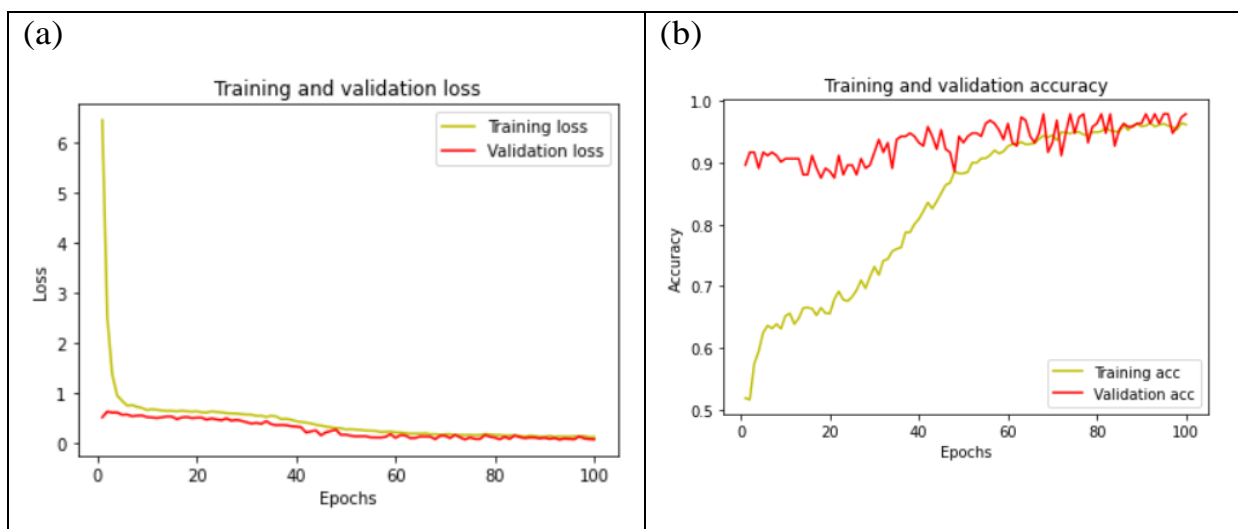 (a)
Training and validation loss
Training loss
Validation loss
6
5
4
3
2
1
0
Loss
0 20 40 60 80 100
Epochs
(b)
Training and validation accuracy
1.0
0.9
0.8
0.7
0.6
0.5
Accuracy
Training acc
Validation acc
0 20 40 60 80 100
Epochs